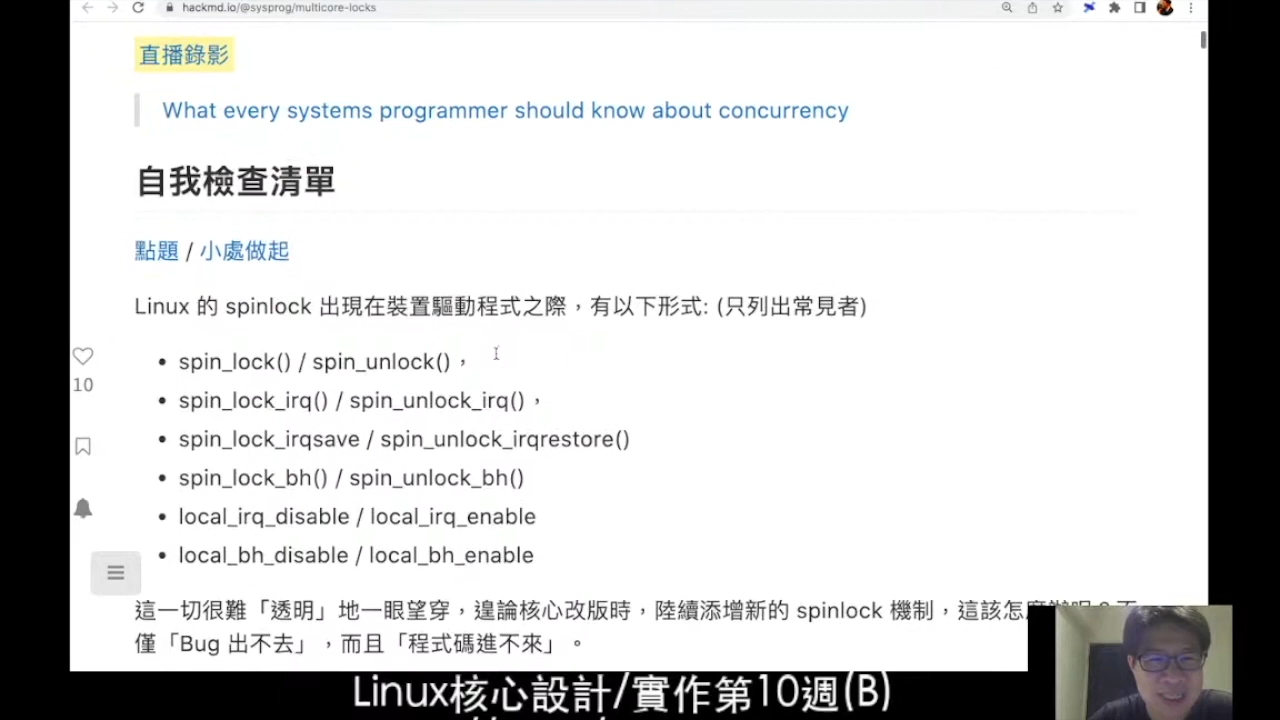 hackmd.io/@sysprog/multicore-locks
直播錄影
What every systems programmer should know about concurrency
自我檢查清單
點題 / 小處做起
Linux 的 spinlock 出現在裝置驅動程式之際，有以下形式: (只列出常見者)
• spin_lock() / spin_unlock()，
• spin_lock_irq() / spin_unlock_irq()，
• spin_lock_irqsave / spin_unlock_irqrestore()
• spin_lock_bh() / spin_unlock_bh()
• local_irq_disable / local_irq_enable
• local_bh_disable / local_bh_enable
10
這一切很難「透明」地一眼望穿，遑論核心改版時，陸續添增新的 spinlock 機制，這該怎
僅「Bug 出不去」，而且「程式碼進不來」。
Linux核心設計/實作第10週(B)